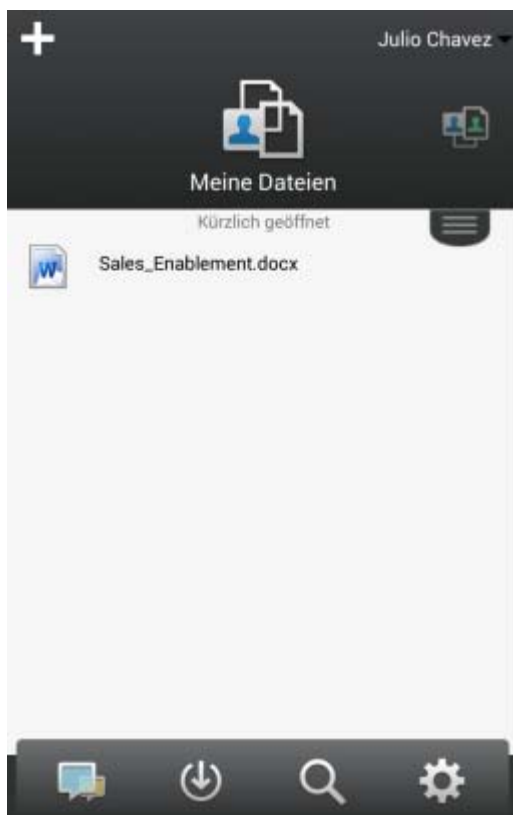 Julio Chavez
Meine Dateien
Kürzlich geöffnet
W
Sales_Enablement.docx